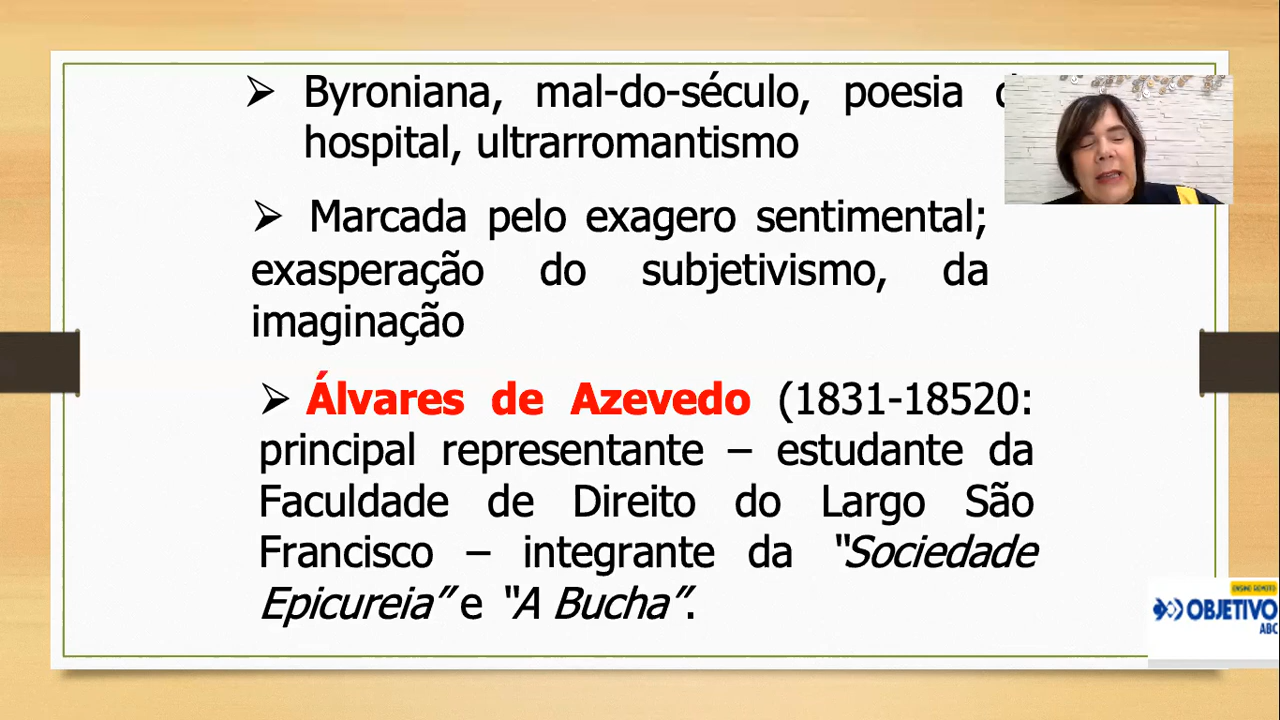 ➢ Byroniana, mal-do-século, poesia
hospital, ultrarromantismo
➢ Marcada pelo exagero sentimental;
exasperação do subjetivismo, da
imaginação
➢ Álvares de Azevedo (1831-18520:
principal representante – estudante da
Faculdade de Direito do Largo São
Francisco – integrante da “Sociedade
Epicureia” e “A Bucha”.
ENSINO REMOTO
OBJETIVO
ABC